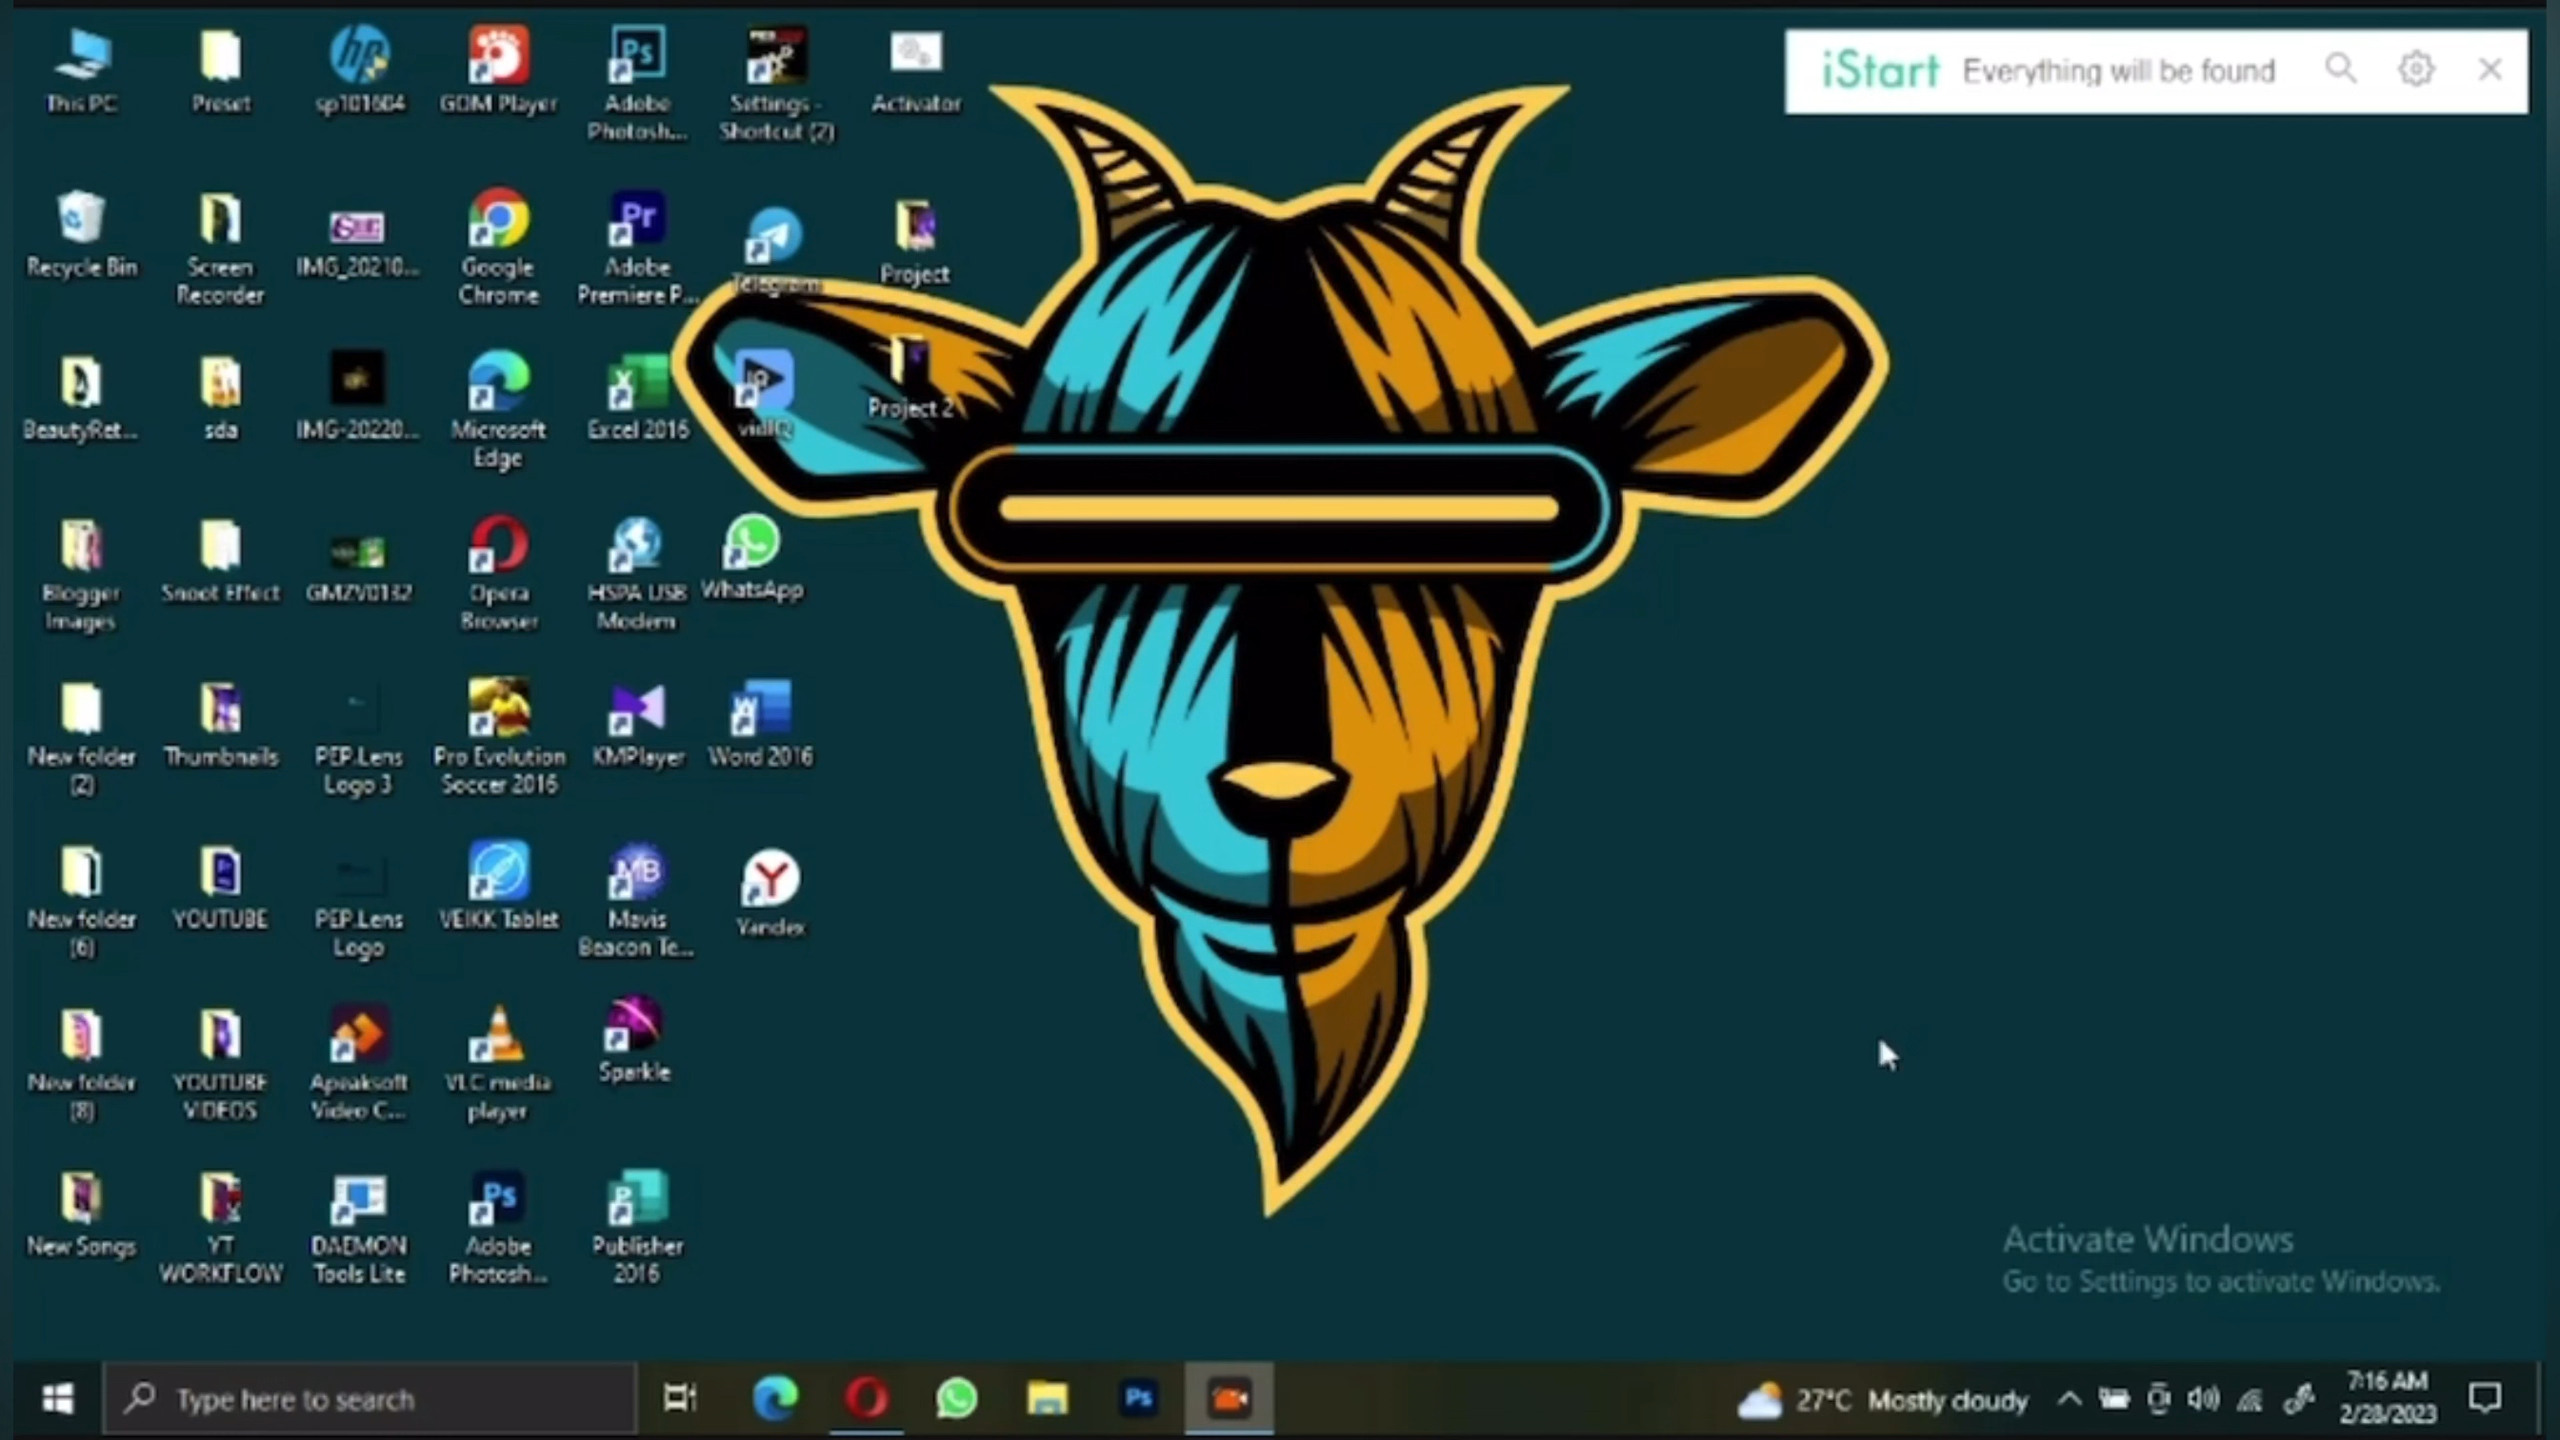 This PC
Preset
sp101604
GOM Player
Adobe
Photosh...
Settings -
Shortcut (2)
Activator
iStart Everything will be found
Recycle Bin
Screen
Recorder
IMG_20210...
Google
Chrome
Adobe
Premiere P...
Telegram
Project
BeautyRet...
sda
IMG-20220...
Microsoft
Edge
Excel 2016
vidIQ
Project 2
Blogger
Images
GMZV0132
Opera
Browser
HSPA USB
Modem
WhatsApp
New folder
(2)
Thumbnails
PEP.Lens
Logo 3
Pro Evolution
Soccer 2016
KMPlayer
Word 2016
New folder
(6)
YOUTUBE
PEP.Lens
Logo
VEIKK Tablet
Mavis
Beacon Te...
Yandex
New folder
(8)
YOUTUBE
VIDEOS
Apeaksoft
Video C...
VLC media
player
Sparkle
New Songs
YT
WORKFLOW
DAEMON
Tools Lite
Adobe
Photosh...
Publisher
2016
Activate Windows
Go to Settings to activate Windows.
Type here to search
27°C Mostly cloudy
7:16 AM
2/28/2023